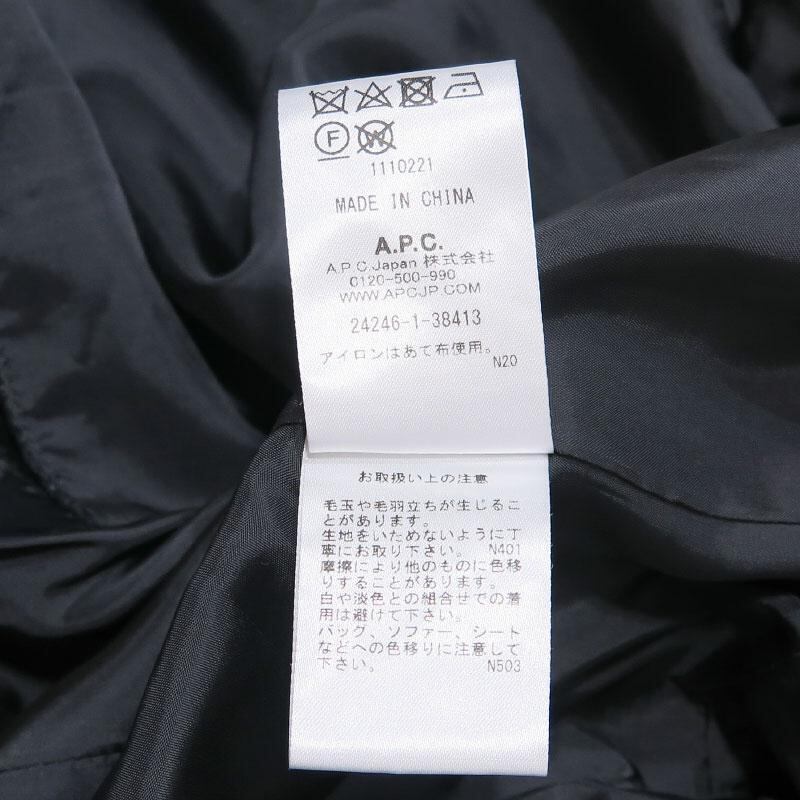 F W
1110221
MADE IN CHINA
A.P.C.
A.P.C.Japan 株式会社
0120-500-990
WWW.APCJP.COM
24246-1-38413
アイロンはあて布使用。
N20
お取扱い上の注意
毛玉や毛羽立ちが生じるこ
とがあります。
生地をいためないように丁
寧にお取り下さい。 N401
摩擦により他のものに色移
りすることがあります。
白や淡色との組合せでの着
用は避けて下さい。
バッグ、ソファー、シート
などへの色移りに注意して
下さい。 N503